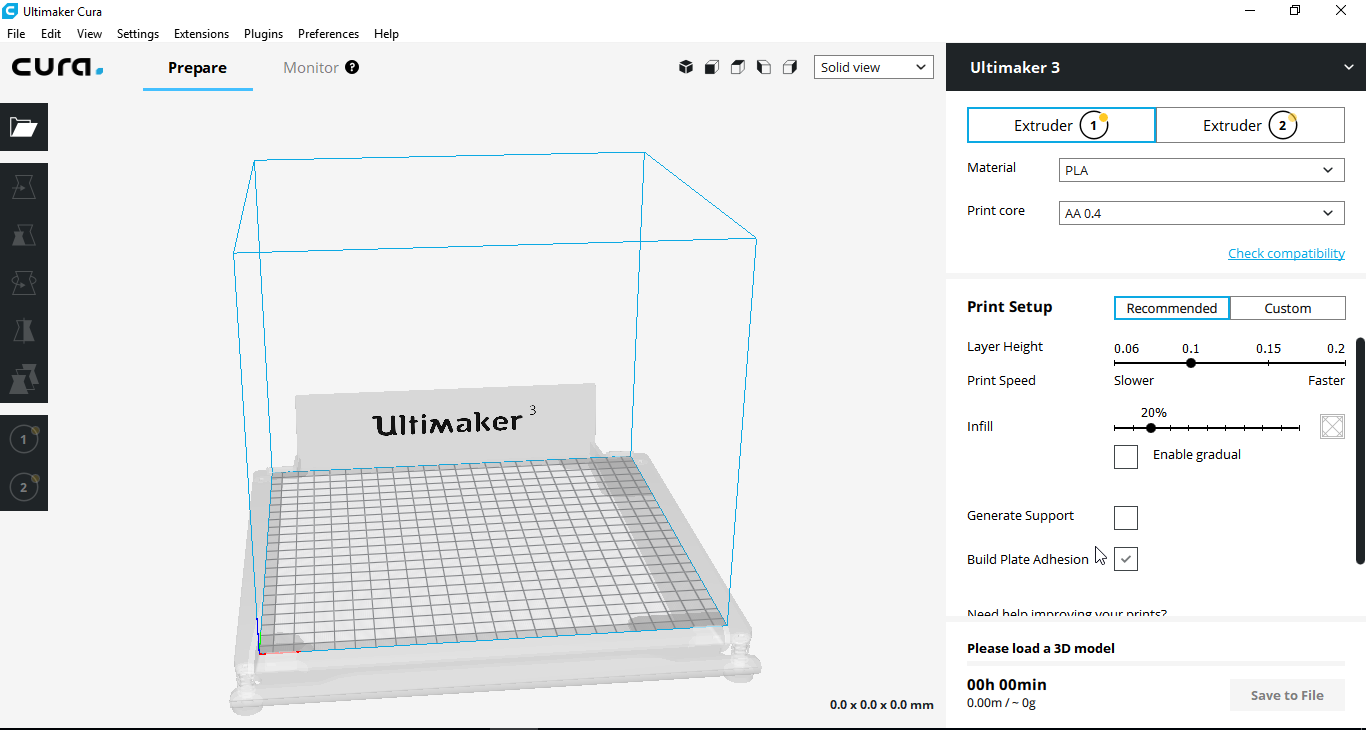 Ultimaker Cura
File Edit View Settings Extensions Plugins Preferences Help
cura. Prepare Monitor ? Solid view
Ultimaker 3
Extruder 1 Extruder 2
Material PLA
Print core AA 0.4
Check compatibility
Print Setup Recommended Custom
Layer Height 0.06 0.1 0.15 0.2
Print Speed Slower Faster
20%
Infill
Enable gradual
Generate Support
Build Plate Adhesion
Need help improving your prints?
Please load a 3D model
00h 00min
0.00m / ~ 0g
Save to File
1
2
Ultimaker 3
0.0 x 0.0 x 0.0 mm